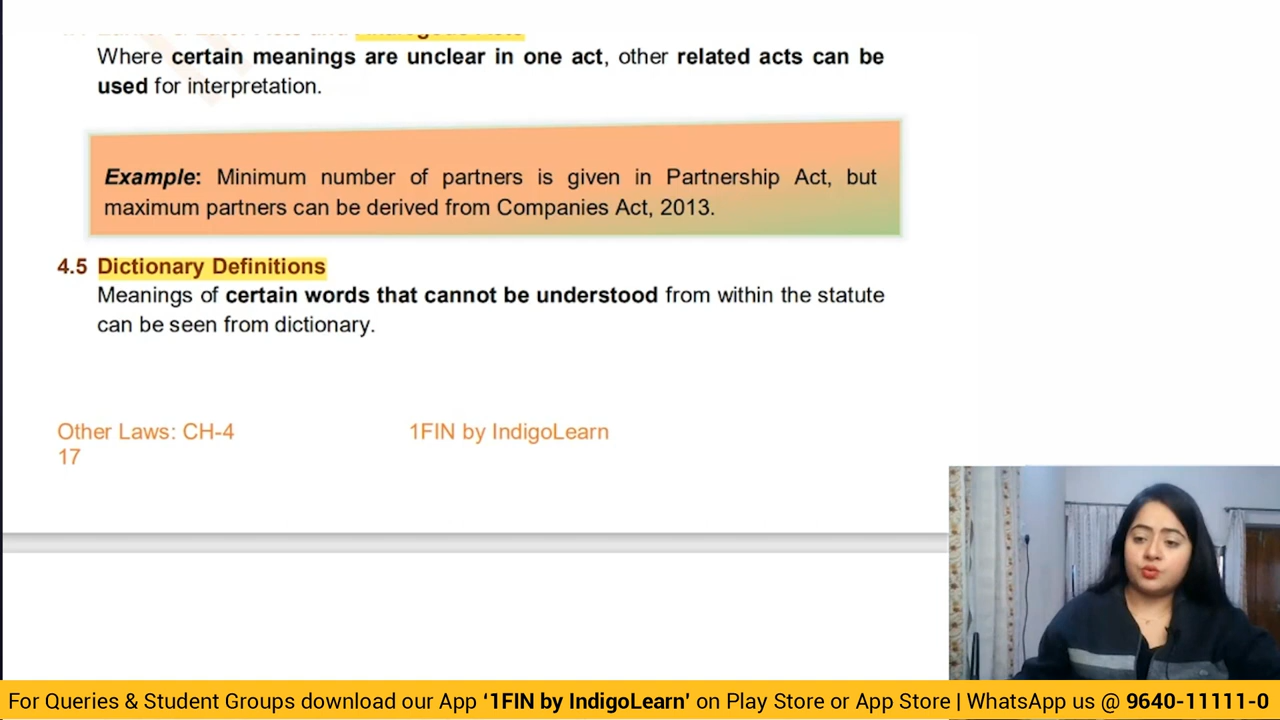 Where certain meanings are unclear in one act, other related acts can be
used for interpretation.
Example: Minimum number of partners is given in Partnership Act, but
maximum partners can be derived from Companies Act, 2013.
4.5 Dictionary Definitions
Meanings of certain words that cannot be understood from within the statute
can be seen from dictionary.
Other Laws: CH-4 1FIN by IndigoLearn
17
For Queries & Student Groups download our App ‘1FIN by IndigoLearn’ on Play Store or App Store | WhatsApp us @ 9640-11111-0